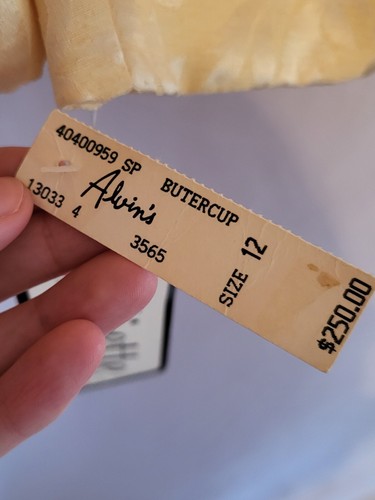 40400959 SP
BUTERCUP
Alvin's
13033 4
3565
SIZE 12
$250.00